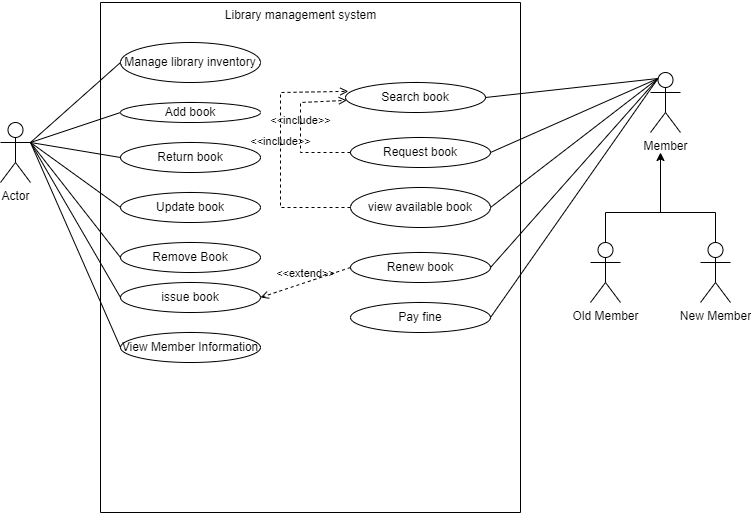 Library management system
Manage library inventory
Add book
Return book
Update book
Remove Book
issue book
View Member Information
Actor
Search book
<<include>>
<<include>>
Request book
view available book
<<extend>>
Renew book
Pay fine
Member
Old Member
New Member